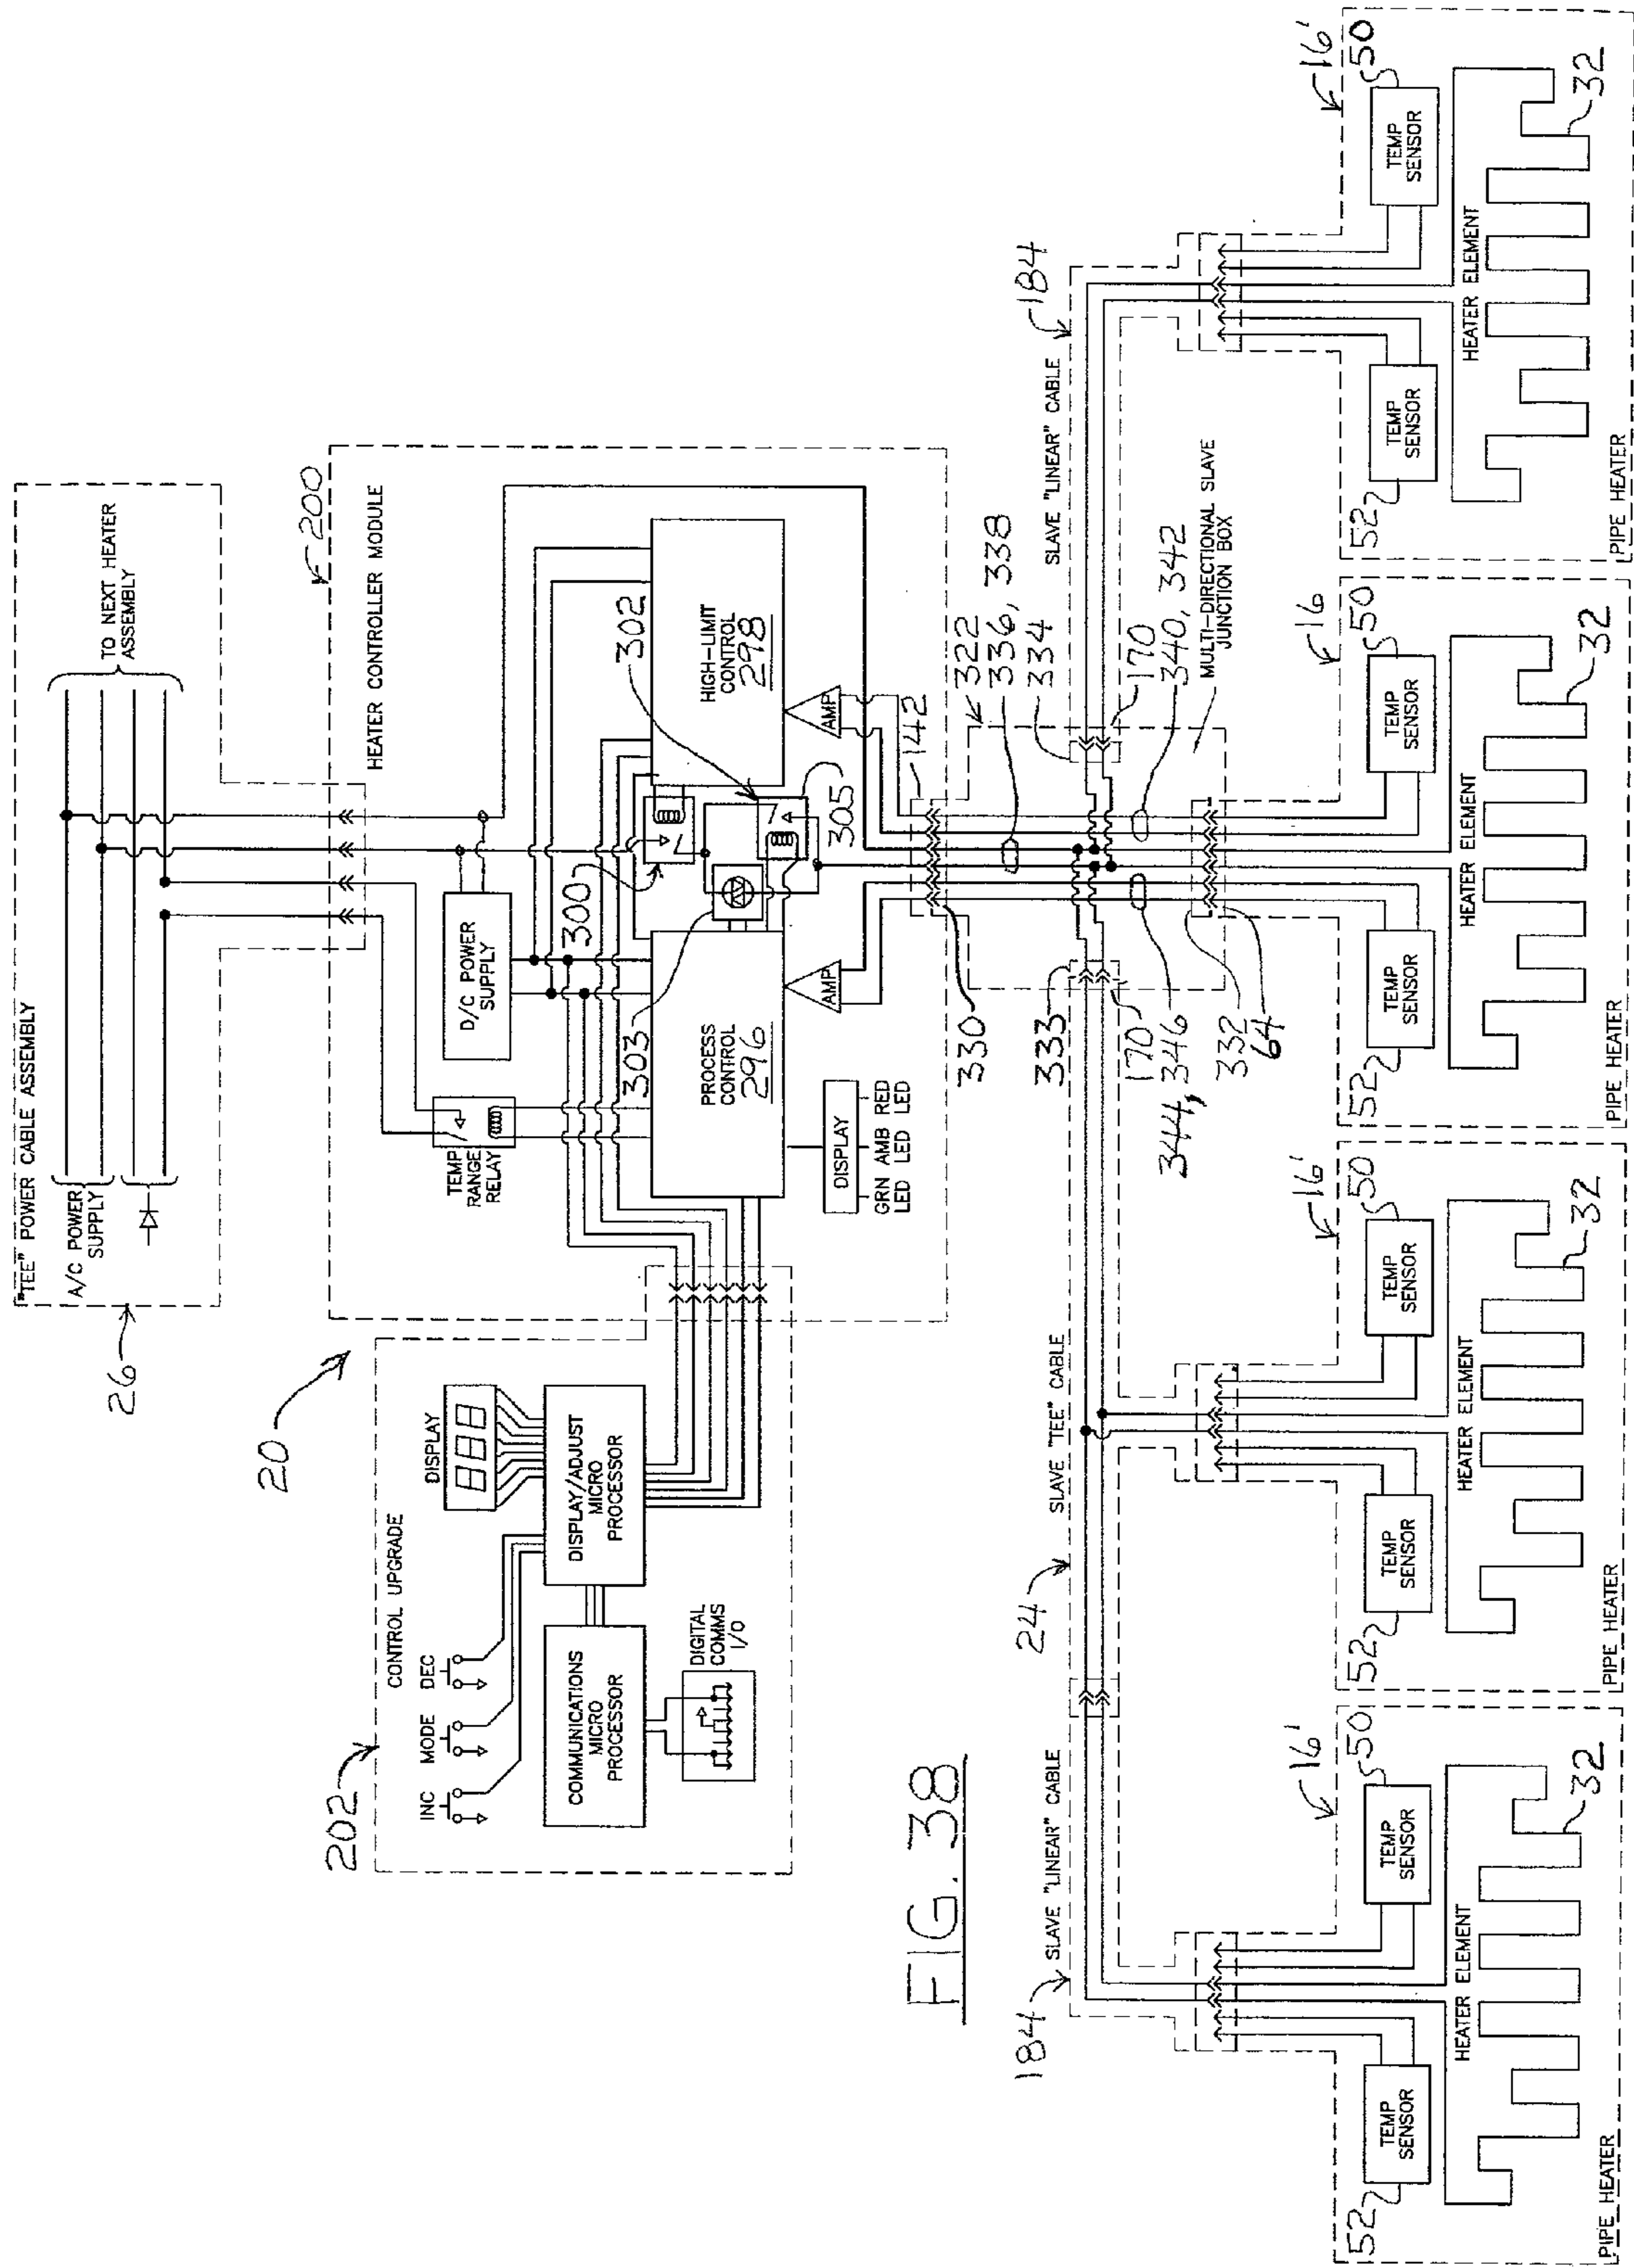 "TEE" POWER CABLE ASSEMBLY
A/C POWER
SUPPLY
TO NEXT HEATER
ASSEMBLY
26
20
200
HEATER CONTROLLER MODULE
D/C POWER
SUPPLY
TEMP
RANGE
RELAY
300
302
303
305
PROCESS
CONTROL
296
HIGH-LIMIT
CONTROL
298
AMP
AMP
DISPLAY
GRN AMB RED
LED LED LED
202
CONTROL UPGRADE
INC MODE DEC
DISPLAY
888
DISPLAY/ADJUST
MICRO
PROCESSOR
COMMUNICATIONS
MICRO
PROCESSOR
DIGITAL
COMMS
I/O
FIG. 38
142
330
322
336, 338
334
170
340, 342
MULTI-DIRECTIONAL SLAVE
JUNCTION BOX
333
170
344, 346
332
64
184
SLAVE "LINEAR" CABLE
24
SLAVE "TEE" CABLE
SLAVE "LINEAR" CABLE
184
16'
52
TEMP
SENSOR
TEMP
SENSOR
50
HEATER ELEMENT
32
PIPE HEATER
16'
52
TEMP
SENSOR
TEMP
SENSOR
50
HEATER ELEMENT
32
PIPE HEATER
16
52
TEMP
SENSOR
TEMP
SENSOR
50
HEATER ELEMENT
32
PIPE HEATER
16'
52
TEMP
SENSOR
TEMP
SENSOR
50
HEATER ELEMENT
32
PIPE HEATER